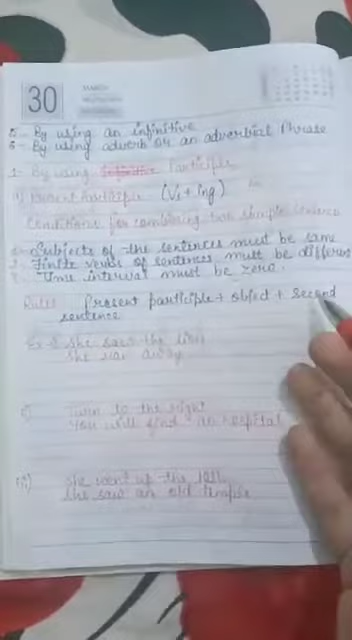 30
MARCH
5- By using an infinitive
6- By using adverb or an adverbial Phrase
1- By using Participle
Present Participle (V1 + ing)
Conditions for combining two simple sentence
Subjects of the sentences must be same
Finite verbs of sentences must be different
Time interval must be zero.
Rule:- Present participle + object + second
sentence
Ex- She saw the lion
She ran away
Turn to the right
You will find an hospital
She went up the hill
She saw an old temple